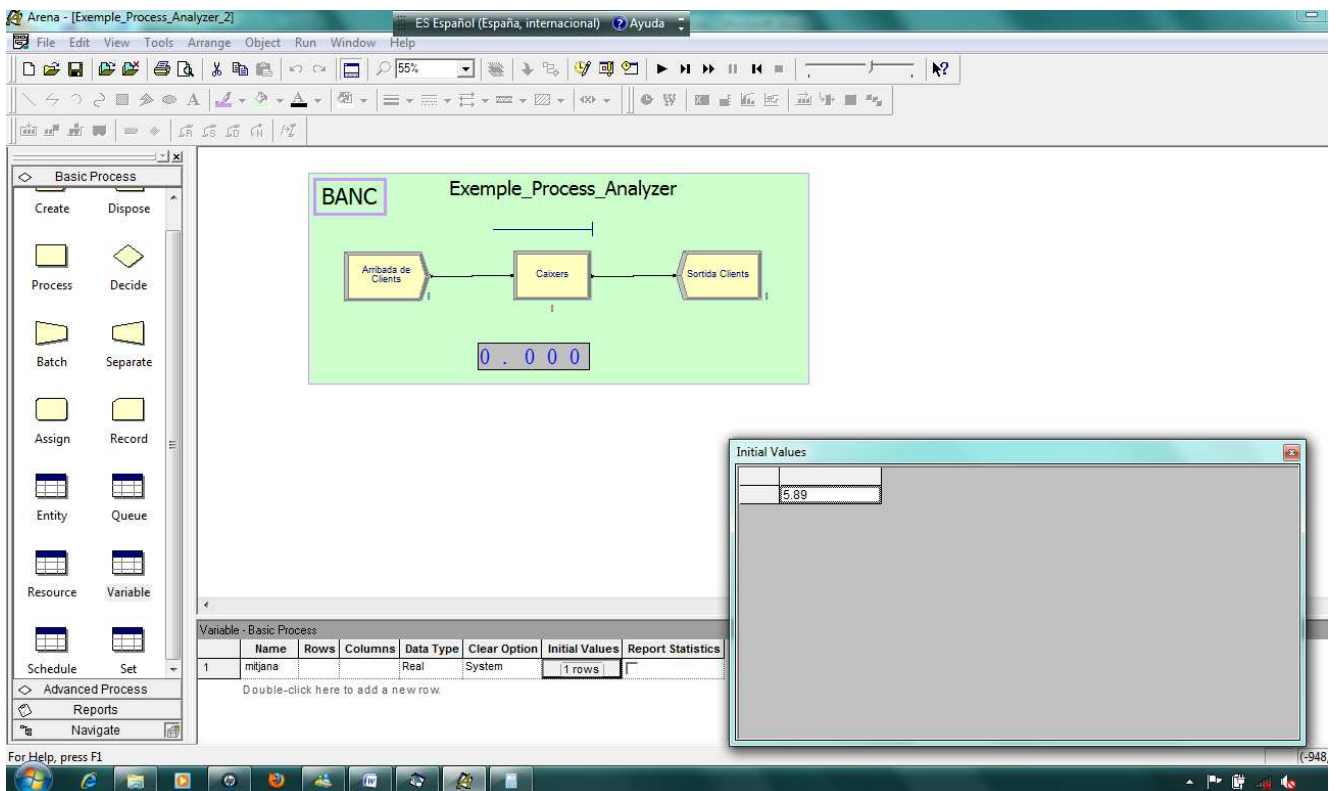 Arena - [Exemple_Process_Analyzer_2]
ES Español (España, internacional) Ayuda
File Edit View Tools Arrange Object Run Window Help
55%
Basic Process
Create Dispose
Process Decide
Batch Separate
Assign Record
Entity Queue
Resource Variable
Schedule Set
Advanced Process
Reports
Navigate
BANC
Exemple_Process_Analyzer
Arribada de
Clients
Caixers
Sortida Clients
0.000
Initial Values
5.89
Variable - Basic Process
Name Rows Columns Data Type Clear Option Initial Values Report Statistics
1 mitjana Real System 1 rows
Double-click here to add a new row.
For Help, press F1
(-948,